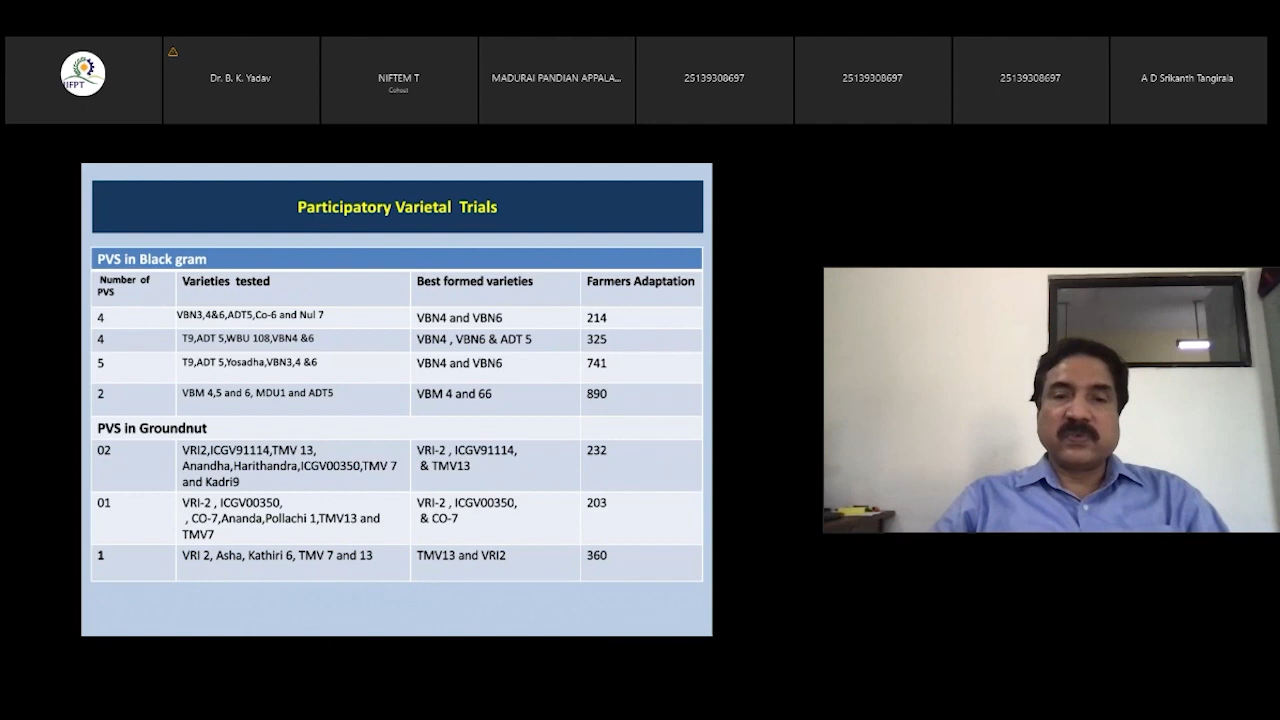 IIFPT
Dr. B. K. Yadav
NIFTEM T
Cohost
MADURAI PANDIAN APPALA...
25139308697
25139308697
25139308697
A D Srikanth Tangirala
Participatory Varietal Trials
PVS in Black gram
Number of PVS
Varieties tested
Best formed varieties
Farmers Adaptation
4
VBN3,4&6,ADT5,Co-6 and Nul 7
VBN4 and VBN6
214
4
T9,ADT 5,WBU 108,VBN4 &6
VBN4 , VBN6 & ADT 5
325
5
T9,ADT 5,Yosadha,VBN3,4 &6
VBN4 and VBN6
741
2
VBM 4,5 and 6, MDU1 and ADT5
VBM 4 and 66
890
PVS in Groundnut
02
VRI2,ICGV91114,TMV 13,
Anandha,Harithandra,ICGV00350,TMV 7
and Kadri9
VRI-2 , ICGV91114,
& TMV13
232
01
VRI-2 , ICGV00350,
, CO-7,Ananda,Pollachi 1,TMV13 and
TMV7
VRI-2 , ICGV00350,
& CO-7
203
1
VRI 2, Asha, Kathiri 6, TMV 7 and 13
TMV13 and VRI2
360